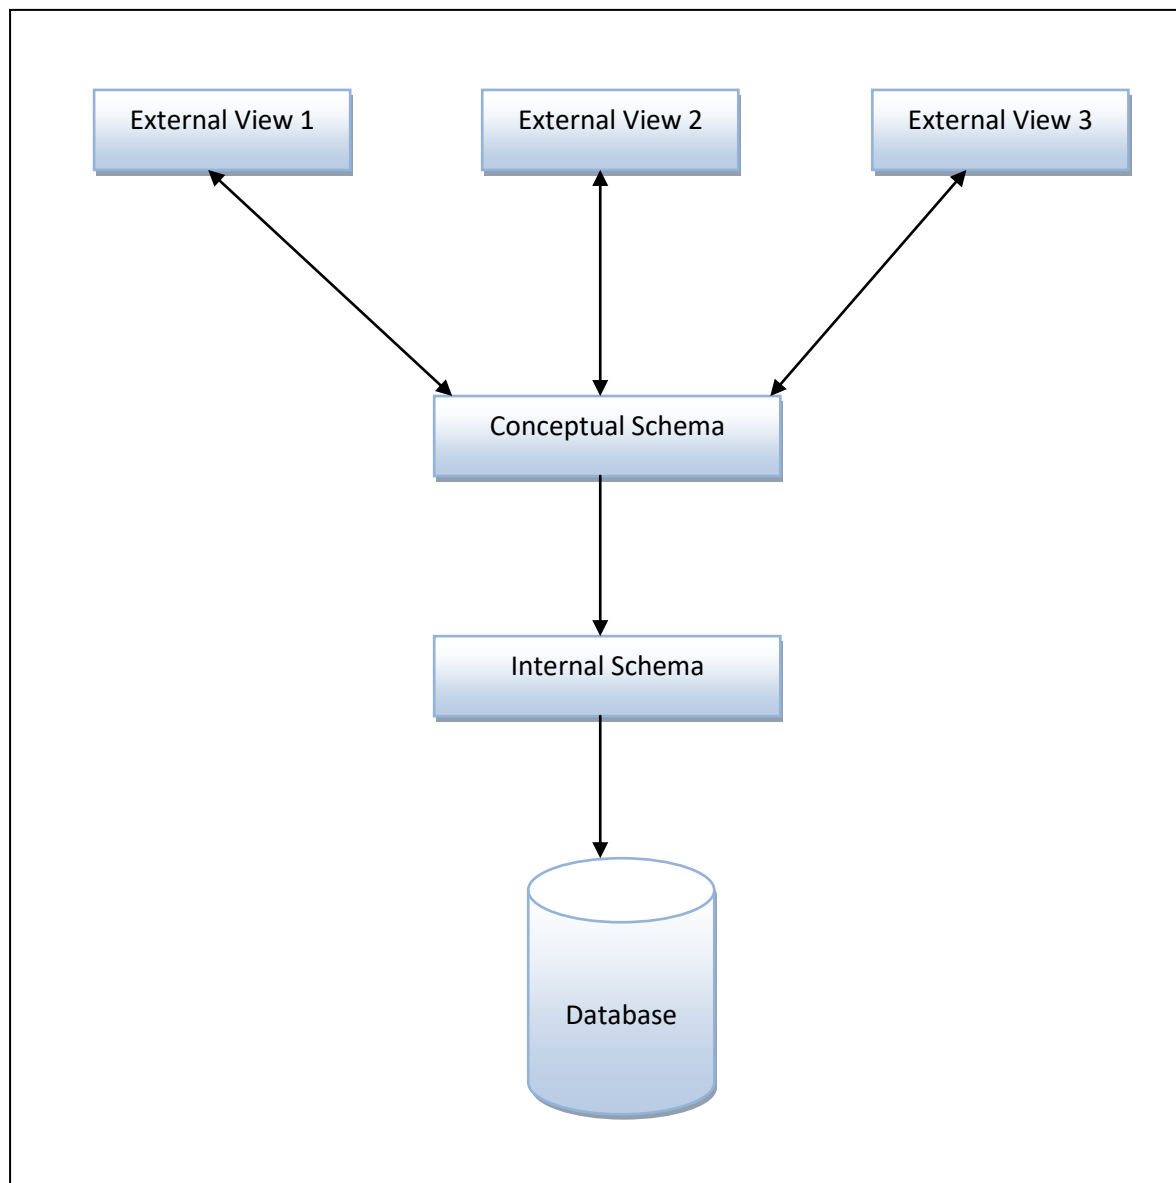 External View 1
External View 2
External View 3
Conceptual Schema
Internal Schema
Database